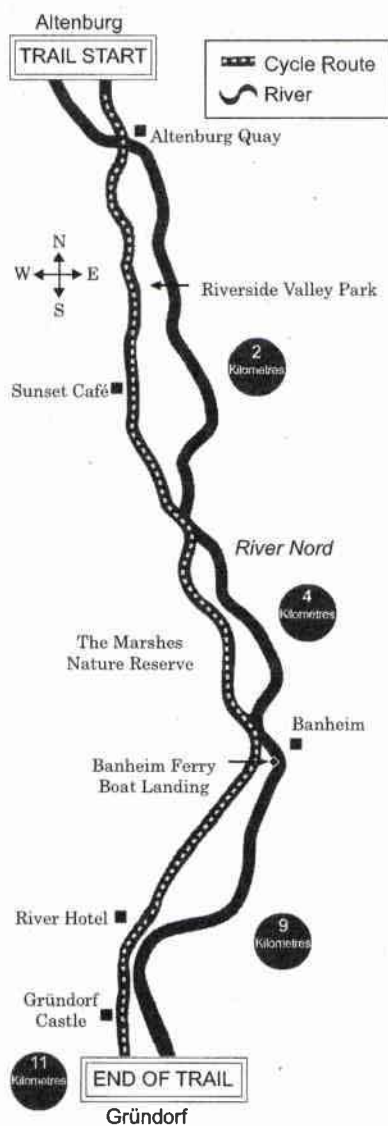 Altenburg
TRAIL START
Cycle Route
River
Altenburg Quay
N
W
E
S
Riverside Valley Park
2
Kilometres
Sunset Café
River Nord
4
Kilometres
The Marshes
Nature Reserve
Banheim
Banheim Ferry
Boat Landing
River Hotel
9
Kilometres
Gründorf
Castle
11
Kilometres
END OF TRAIL
Gründorf